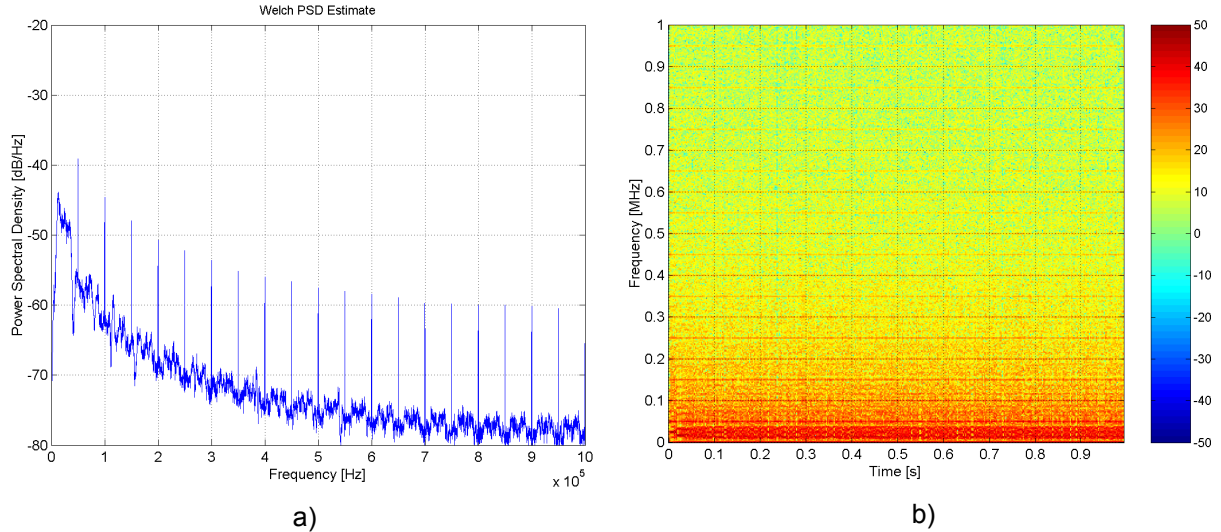 Welch PSD Estimate
-20
-30
-40
-50
-60
-70
-80
Power Spectral Density [dB/Hz]
0 1 2 3 4 5 6 7 8 9 10
x 10^5
Frequency [Hz]
a)
1
0.9
0.8
0.7
0.6
0.5
0.4
0.3
0.2
0.1
0
Frequency [MHz]
0.1 0.2 0.3 0.4 0.5 0.6 0.7 0.8 0.9
Time [s]
50
40
30
20
10
0
-10
-20
-30
-40
-50
b)